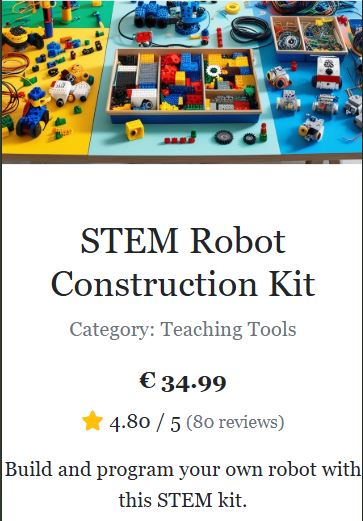 STEM Robot
Construction Kit
Category: Teaching Tools
€ 34.99
4.80 / 5 (80 reviews)
Build and program your own robot with
this STEM kit.